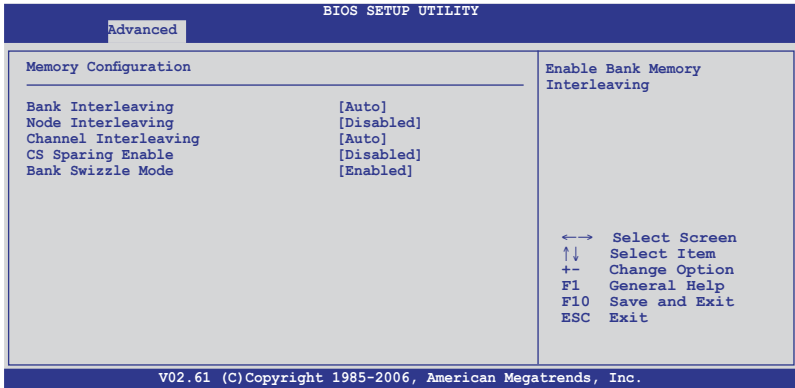 BIOS SETUP UTILITY
Advanced
Memory Configuration
Bank Interleaving [Auto]
Node Interleaving [Disabled]
Channel Interleaving [Auto]
CS Sparing Enable [Disabled]
Bank Swizzle Mode [Enabled]
Enable Bank Memory
Interleaving
←→ Select Screen
↑↓ Select Item
+- Change Option
F1 General Help
F10 Save and Exit
ESC Exit
V02.61 (C)Copyright 1985-2006, American Megatrends, Inc.